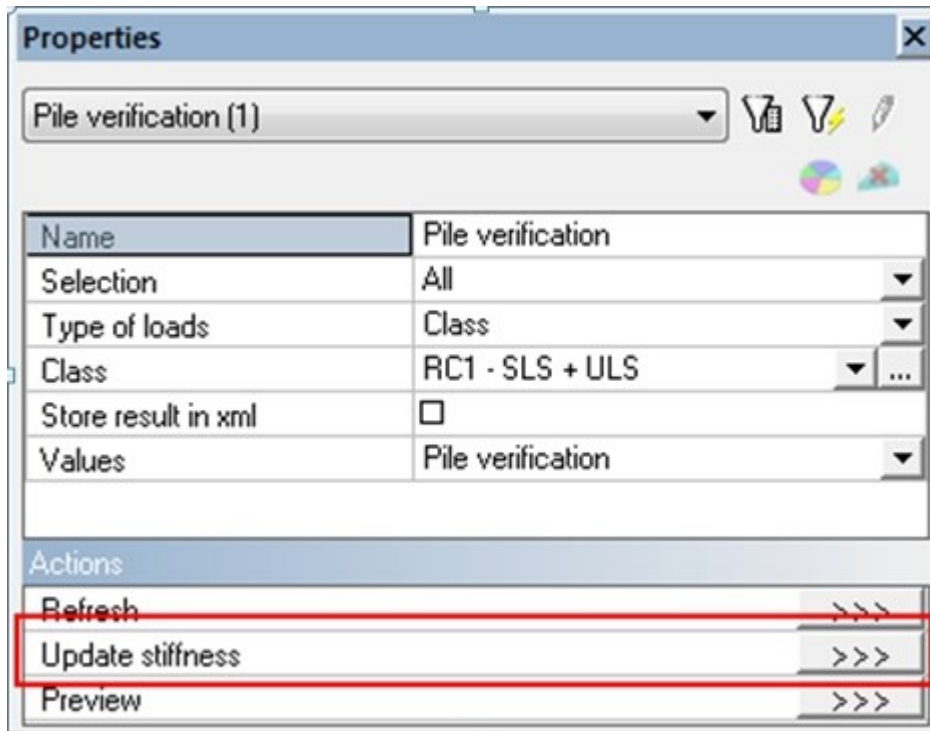 Properties
Pile verification (1)
Name Pile verification
Selection All
Type of loads Class
Class RC1 - SLS + ULS ...
Store result in xml
Values Pile verification
Actions
Refresh >>>
Update stiffness >>>
Preview >>>